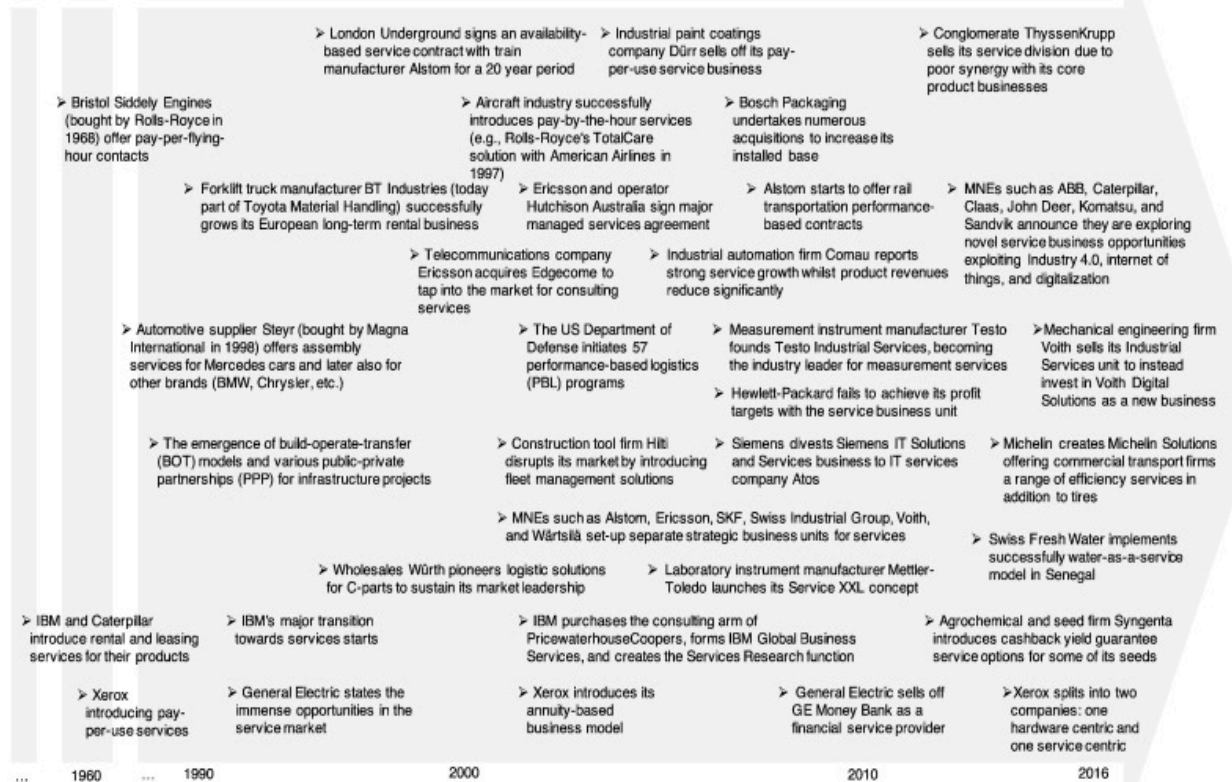 ➤ London Underground signs an availability-
based service contract with train
manufacturer Alstom for a 20 year period
➤ Industrial paint coatings
company Dürr sells off its pay-
per-use service business
➤ Conglomerate ThyssenKrupp
sells its service division due to
poor synergy with its core
product businesses
➤ Bristol Siddely Engines
(bought by Rolls-Royce in
1968) offer pay-per-flying-
hour contacts
➤ Aircraft industry successfully
introduces pay-by-the-hour services
(e.g., Rolls-Royce's TotalCare
solution with American Airlines in
1997)
➤ Bosch Packaging
undertakes numerous
acquisitions to increase its
installed base
➤ Forklift truck manufacturer BT Industries (today
part of Toyota Material Handling) successfully
grows its European long-term rental business
➤ Ericsson and operator
Hutchison Australia sign major
managed services agreement
➤ Alstom starts to offer rail
transportation performance-
based contracts
➤ MNEs such as ABB, Caterpillar,
Claas, John Deer, Komatsu, and
Sandvik announce they are exploring
novel service business opportunities
exploiting Industry 4.0, internet of
things, and digitalization
➤ Telecommunications company
Ericsson acquires Edgecome to
tap into the market for consulting
services
➤ Industrial automation firm Comau reports
strong service growth whilst product revenues
reduce significantly
➤ Automotive supplier Steyr (bought by Magna
International in 1998) offers assembly
services for Mercedes cars and later also for
other brands (BMW, Chrysler, etc.)
➤ The US Department of
Defense initiates 57
performance-based logistics
(PBL) programs
➤ Measurement instrument manufacturer Testo
founds Testo Industrial Services, becoming
the industry leader for measurement services
➤ Mechanical engineering firm
Voith sells its Industrial
Services unit to instead
invest in Voith Digital
Solutions as a new business
➤ Hewlett-Packard fails to achieve its profit
targets with the service business unit
➤ The emergence of build-operate-transfer
(BOT) models and various public-private
partnerships (PPP) for infrastructure projects
➤ Construction tool firm Hilti
disrupts its market by introducing
fleet management solutions
➤ Siemens divests Siemens IT Solutions
and Services business to IT services
company Atos
➤ Michelin creates Michelin Solutions
offering commercial transport firms
a range of efficiency services in
addition to tires
➤ MNEs such as Alstom, Ericsson, SKF, Swiss Industrial Group, Voith,
and Wärtsilä set-up separate strategic business units for services
➤ Swiss Fresh Water implements
successfully water-as-a-service
model in Senegal
➤ Wholesales Würth pioneers logistic solutions
for C-parts to sustain its market leadership
➤ Laboratory instrument manufacturer Mettler-
Toledo launches its Service XXL concept
➤ IBM and Caterpillar
introduce rental and leasing
services for their products
➤ IBM's major transition
towards services starts
➤ IBM purchases the consulting arm of
PricewaterhouseCoopers, forms IBM Global Business
Services, and creates the Services Research function
➤ Agrochemical and seed firm Syngenta
introduces cashback yield guarantee
service options for some of its seeds
➤ Xerox
introducing pay-
per-use services
➤ General Electric states the
immense opportunities in the
service market
➤ Xerox introduces its
annuity-based
business model
➤ General Electric sells off
GE Money Bank as a
financial service provider
➤ Xerox splits into two
companies: one
hardware centric and
one service centric
... 1960 ... 1990 2000 2010 2016